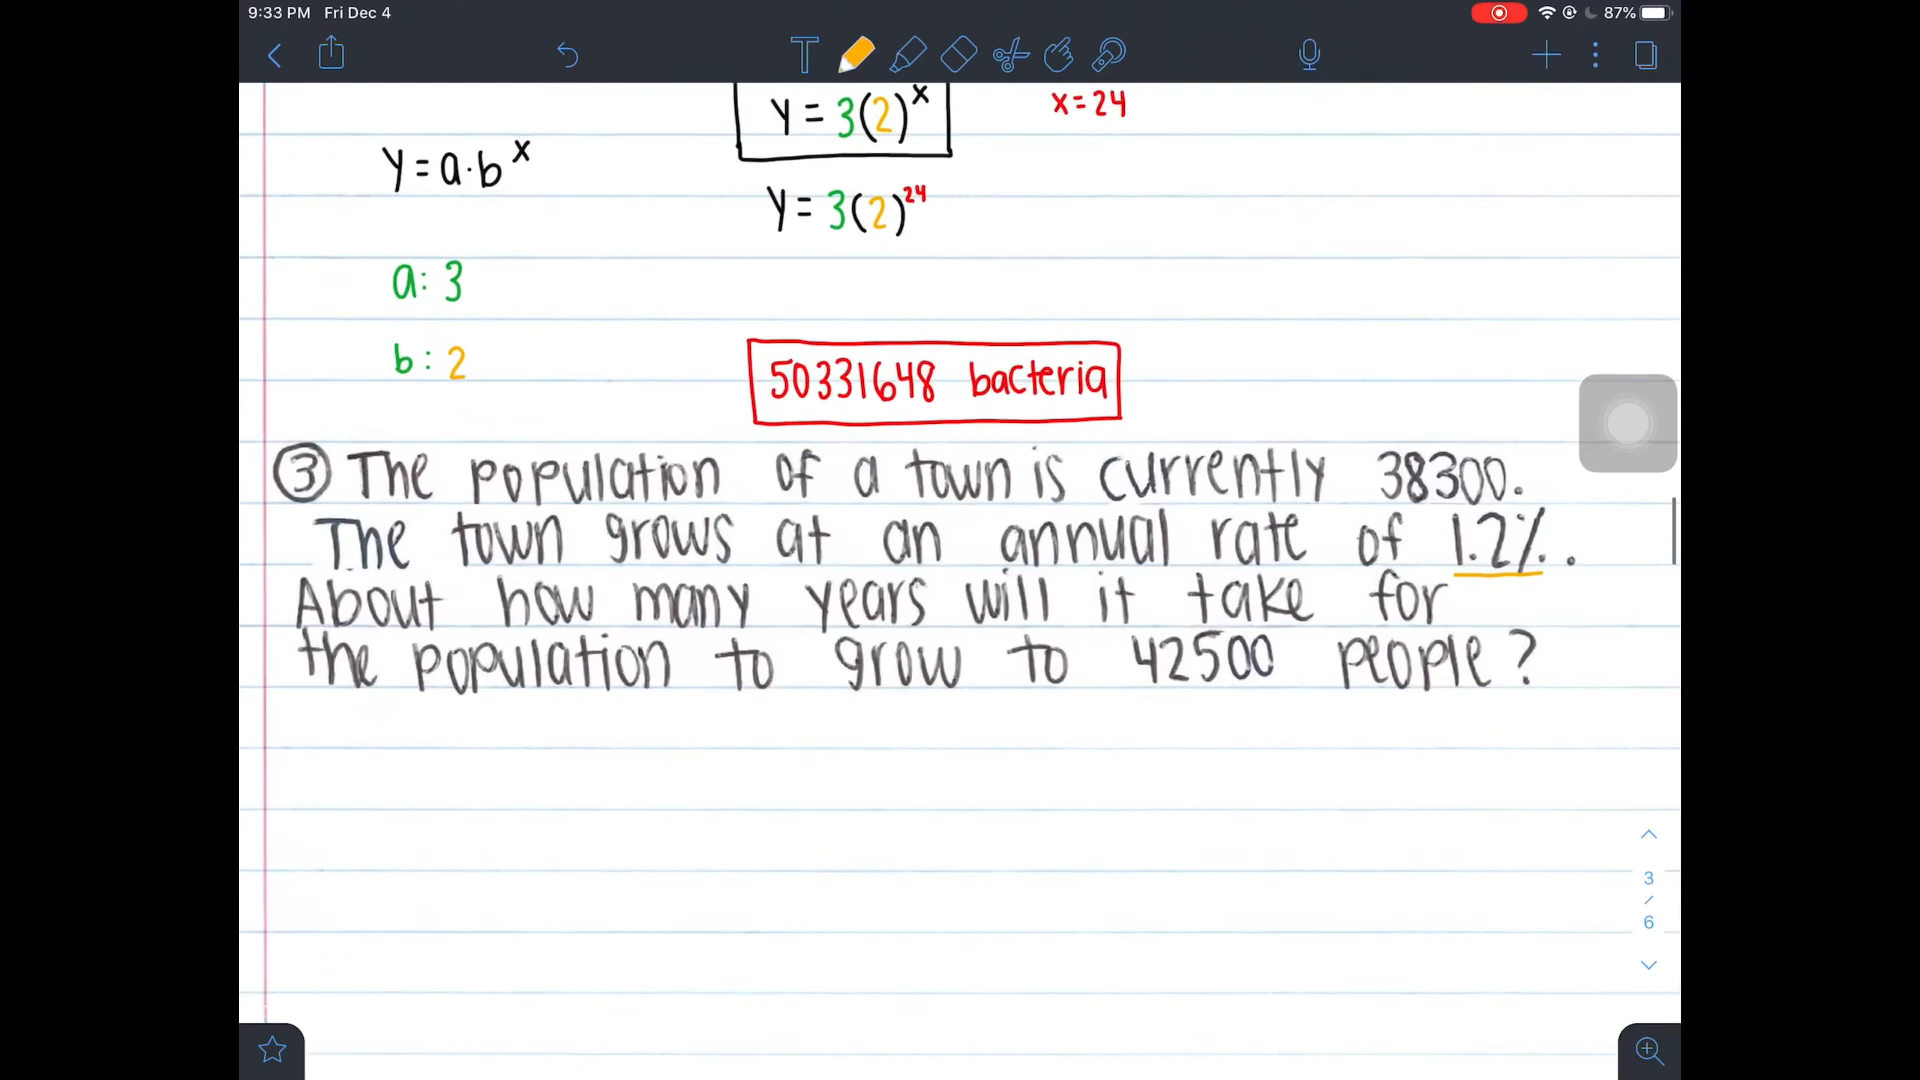 9:33 PM Fri Dec 4
87%
T
y = 3(2)^x
x = 24
y = a·b^x
y = 3(2)^24
a: 3
b: 2
50331648 bacteria
③ The population of a town is currently 38300.
The town grows at an annual rate of 1.2%.
About how many years will it take for
the population to grow to 42500 people?
3
/
6